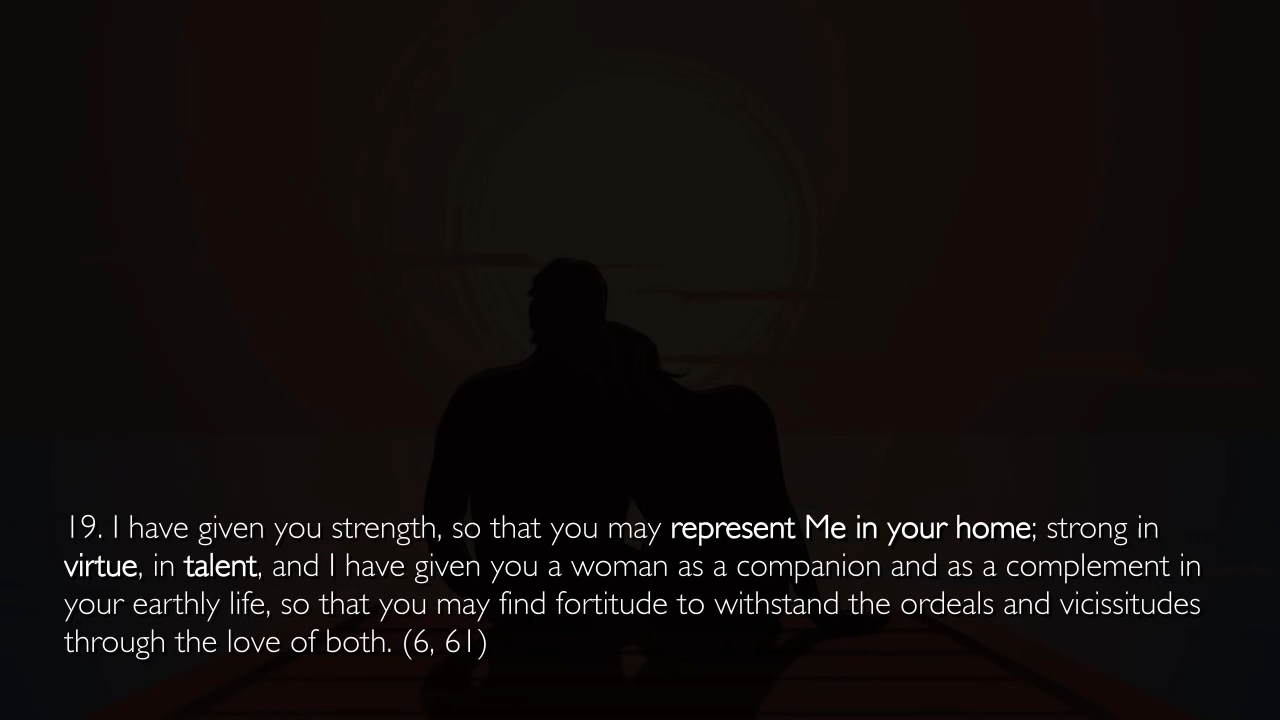 19. I have given you strength, so that you may represent Me in your home; strong in
virtue, in talent, and I have given you a woman as a companion and as a complement in
your earthly life, so that you may find fortitude to withstand the ordeals and vicissitudes
through the love of both. (6, 61)